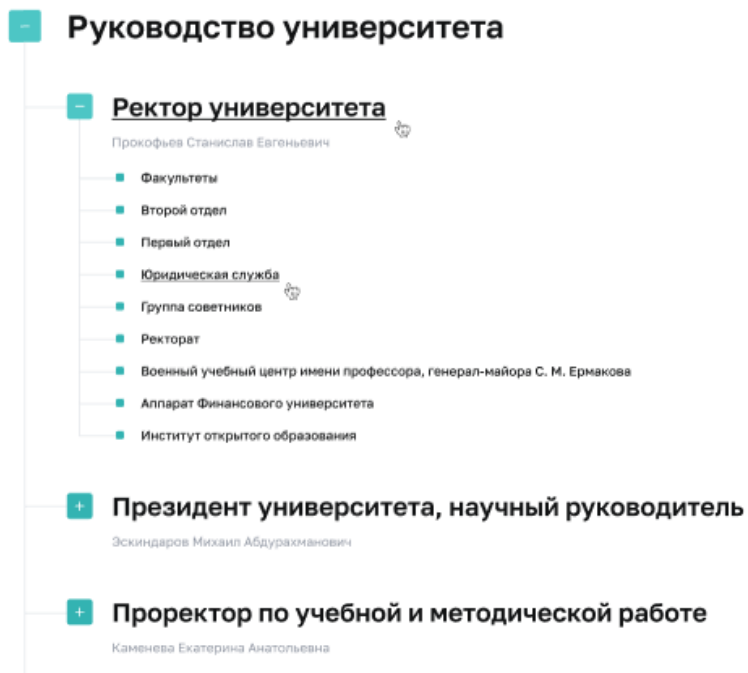 Руководство университета
Ректор университета
Прокофьев Станислав Евгеньевич
Факультеты
Второй отдел
Первый отдел
Юридическая служба
Группа советников
Ректорат
Военный учебный центр имени профессора, генерал-майора С. М. Ермакова
Аппарат Финансового университета
Институт открытого образования
Президент университета, научный руководитель
Эскиндаров Михаил Абдурахманович
Проректор по учебной и методической работе
Каменева Екатерина Анатольевна